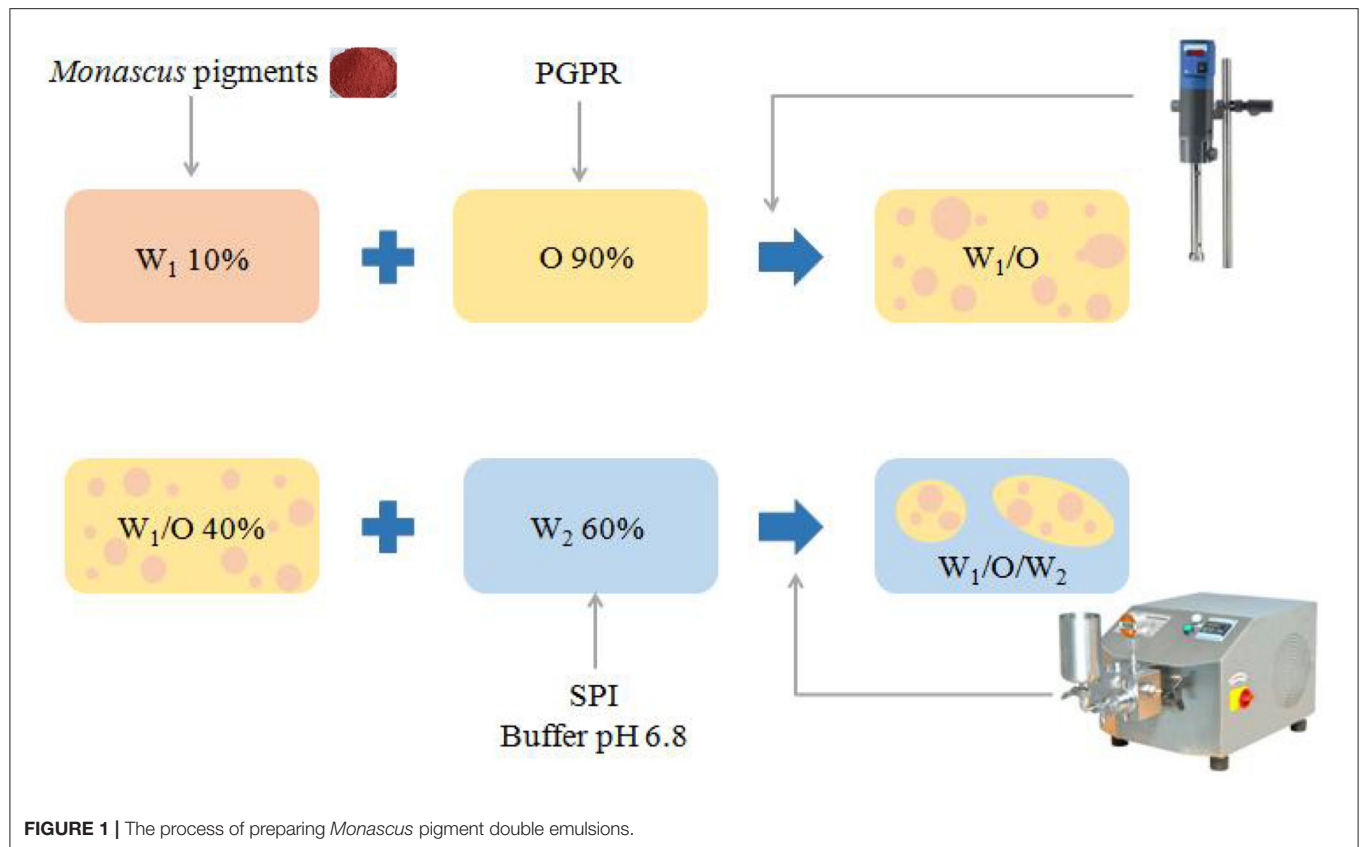 Monascus pigments
PGPR
W₁ 10%
O 90%
W₁/O
W₁/O 40%
W₂ 60%
W₁/O/W₂
SPI
Buffer pH 6.8
FIGURE 1 | The process of preparing Monascus pigment double emulsions.